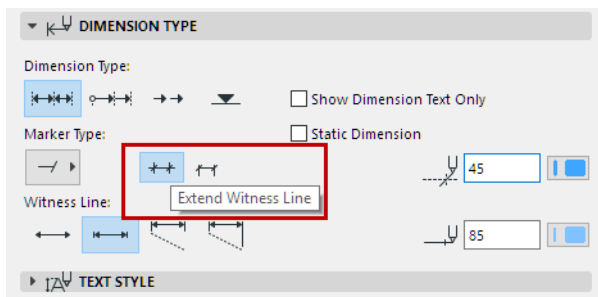 DIMENSION TYPE
Dimension Type:
Show Dimension Text Only
Marker Type:
Static Dimension
45
Extend Witness Line
Witness Line:
85
TEXT STYLE